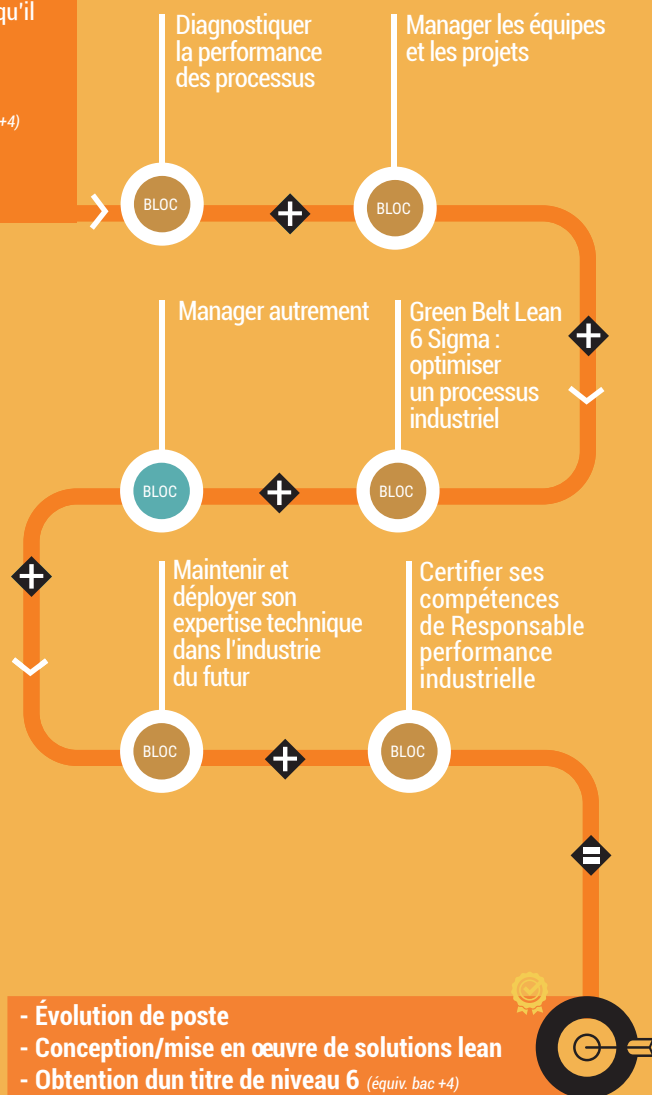 qu'il
+4)
Diagnostiquer
la performance
des processus
Manager les équipes
et les projets
BLOC
BLOC
Manager autrement
Green Belt Lean
6 Sigma :
optimiser
un processus
industriel
BLOC
BLOC
Maintenir et
déployer son
expertise technique
dans l'industrie
du futur
Certifier ses
compétences
de Responsable
performance
industrielle
BLOC
BLOC
- Évolution de poste
- Conception/mise en œuvre de solutions lean
- Obtention dun titre de niveau 6 (équiv. bac +4)